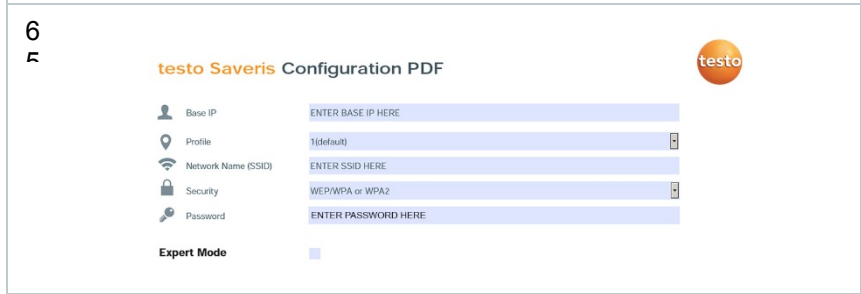 6
5
testo Saveris Configuration PDF
testo
Base IP ENTER BASE IP HERE
Profile 1(default)
Network Name (SSID) ENTER SSID HERE
Security WEP/WPA or WPA2
Password ENTER PASSWORD HERE
Expert Mode